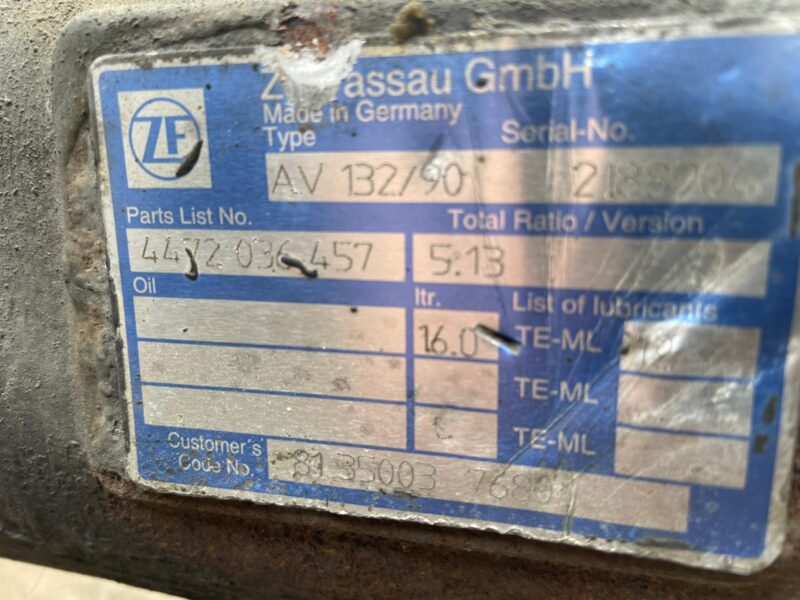 ZF Passau GmbH
ZF
Made in Germany
Type Serial-No.
AV 132/90
Parts List No. Total Ratio / Version
4472 036 457 5.13
Oil ltr. List of lubricants
16.0 TE-ML
TE-ML
TE-ML
Customer´s
Code No. 81 35003